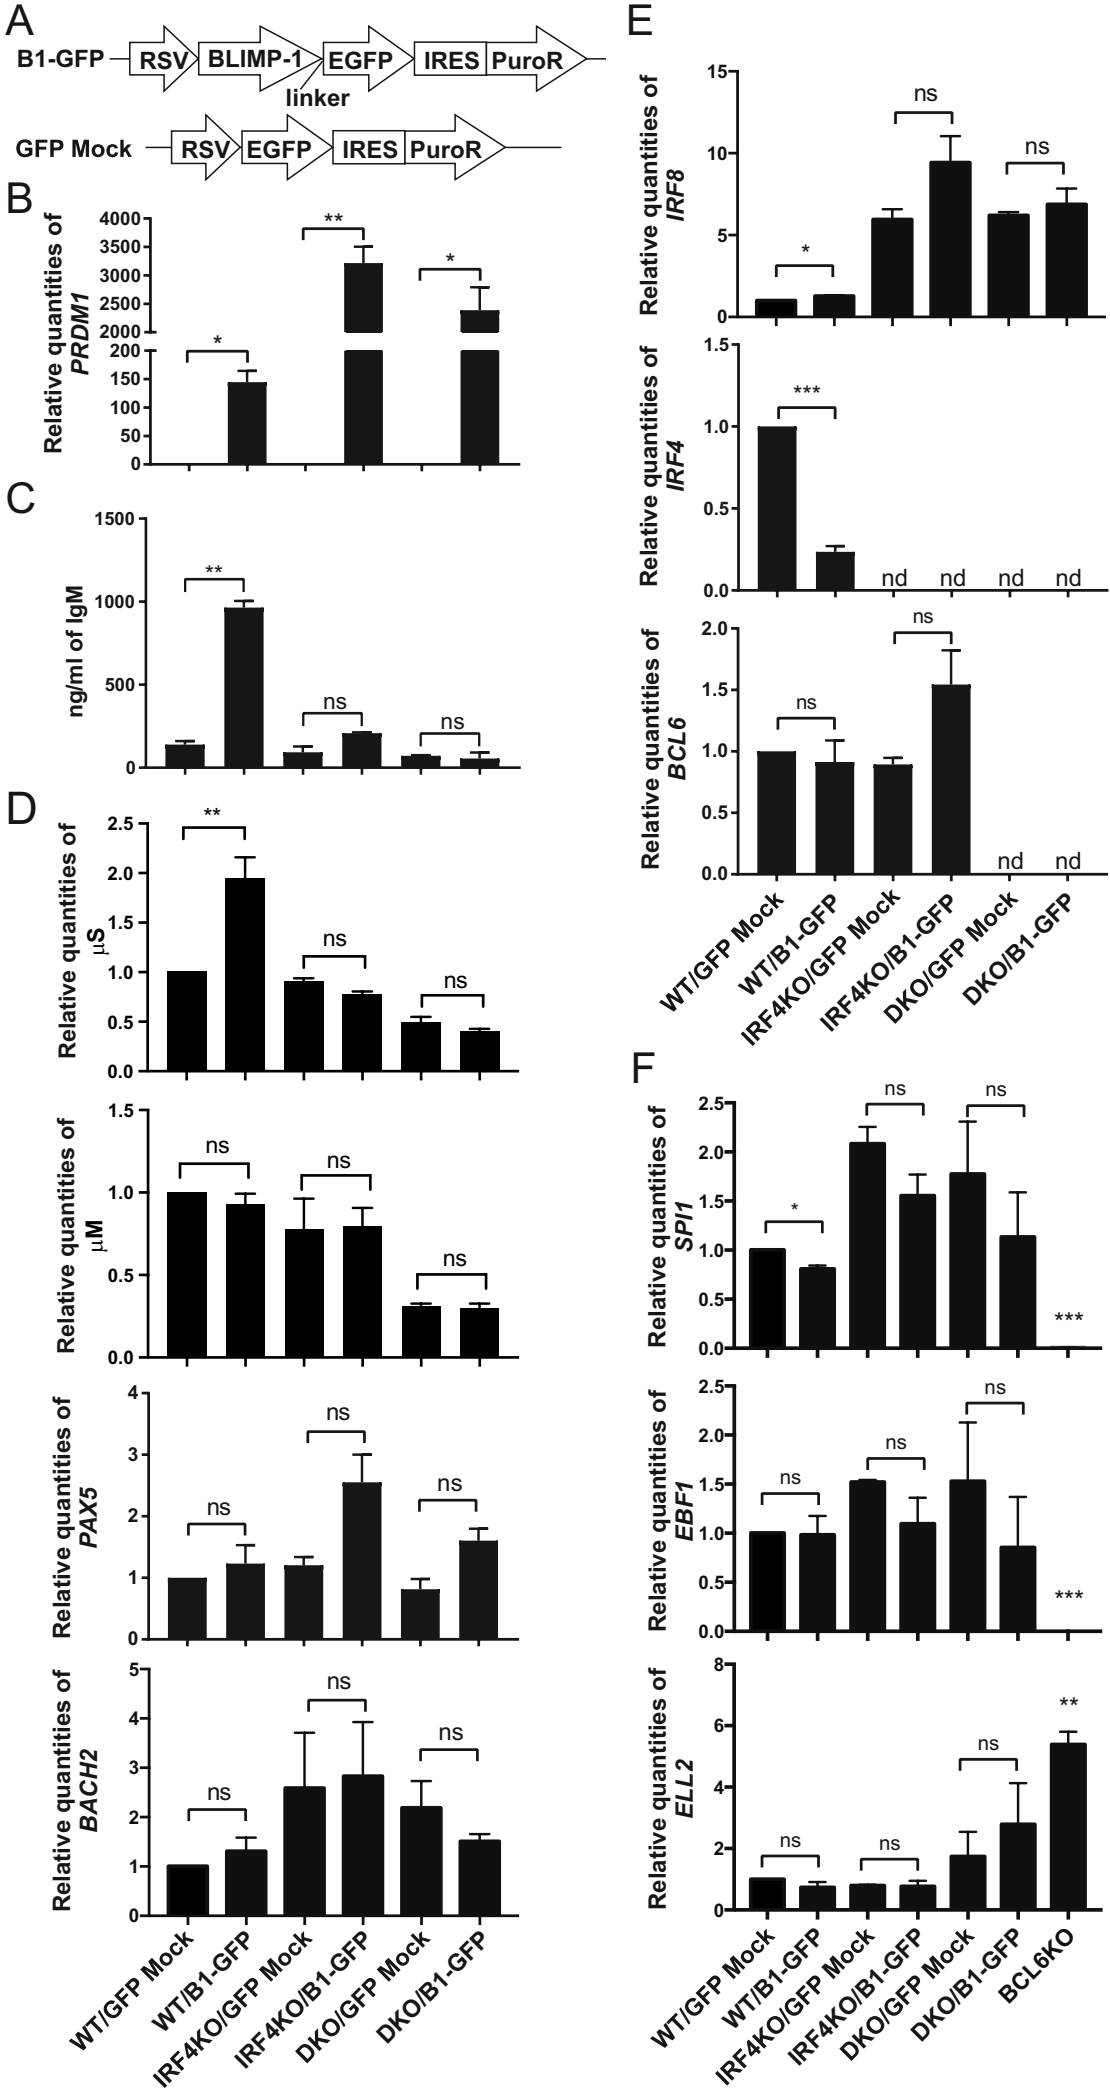 A
B1-GFP
RSV
BLIMP-1
EGFP
IRES
PuroR
linker
GFP Mock
RSV
EGFP
IRES
PuroR
B
Relative quantities of
PRDM1
4000
3500
3000
2500
2000
200
150
100
50
0
*
**
*
C
ng/ml of IgM
1500
1000
500
0
**
ns
ns
D
Relative quantities of
µS
2.5
2.0
1.5
1.0
0.5
0.0
**
ns
ns
Relative quantities of
µM
1.5
1.0
0.5
0.0
ns
ns
ns
Relative quantities of
PAX5
4
3
2
1
0
ns
ns
ns
Relative quantities of
BACH2
5
4
3
2
1
0
ns
ns
ns
WT/GFP Mock
WT/B1-GFP
IRF4KO/GFP Mock
IRF4KO/B1-GFP
DKO/GFP Mock
DKO/B1-GFP
E
Relative quantities of
IRF8
15
10
5
0
*
ns
ns
Relative quantities of
IRF4
1.5
1.0
0.5
0.0
***
nd
nd
nd
nd
Relative quantities of
BCL6
2.0
1.5
1.0
0.5
0.0
ns
ns
nd
nd
WT/GFP Mock
WT/B1-GFP
IRF4KO/GFP Mock
IRF4KO/B1-GFP
DKO/GFP Mock
DKO/B1-GFP
F
Relative quantities of
SPI1
2.5
2.0
1.5
1.0
0.5
0.0
*
ns
ns
***
Relative quantities of
EBF1
2.5
2.0
1.5
1.0
0.5
0.0
ns
ns
ns
***
Relative quantities of
ELL2
8
6
4
2
0
ns
ns
ns
**
WT/GFP Mock
WT/B1-GFP
IRF4KO/GFP Mock
IRF4KO/B1-GFP
DKO/GFP Mock
DKO/B1-GFP
BCL6KO